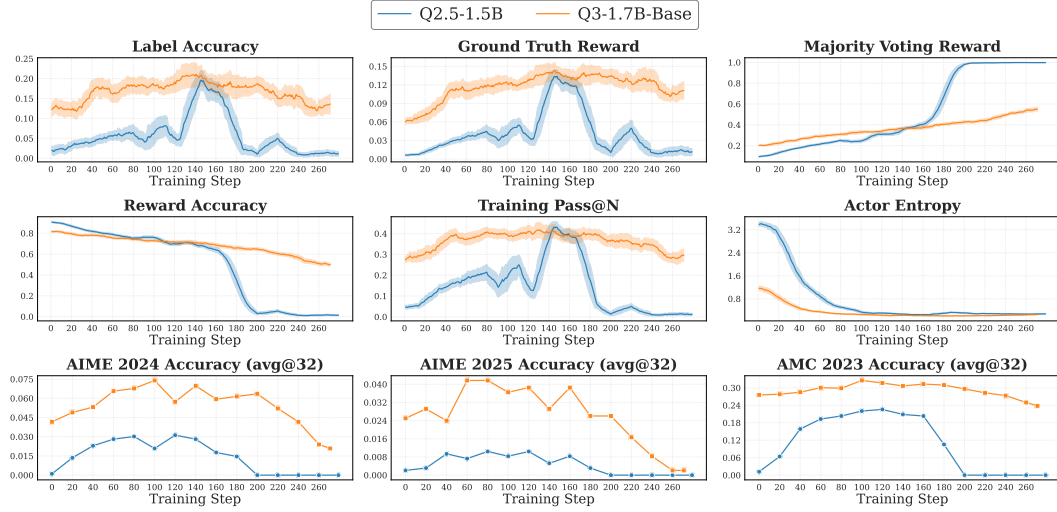 Q2.5-1.5B Q3-1.7B-Base
Label Accuracy Ground Truth Reward Majority Voting Reward
0.25 0.20 0.15 0.10 0.05 0.00
0 20 40 60 80 100 120 140 160 180 200 220 240 260
Training Step
0.15 0.12 0.09 0.06 0.03 0.00
0 20 40 60 80 100 120 140 160 180 200 220 240 260
Training Step
1.0 0.8 0.6 0.4 0.2
0 20 40 60 80 100 120 140 160 180 200 220 240 260
Training Step
Reward Accuracy Training Pass@N Actor Entropy
0.8 0.6 0.4 0.2 0.0
0 20 40 60 80 100 120 140 160 180 200 220 240 260
Training Step
0.4 0.3 0.2 0.1 0.0
0 20 40 60 80 100 120 140 160 180 200 220 240 260
Training Step
3.2 2.4 1.6 0.8
0 20 40 60 80 100 120 140 160 180 200 220 240 260
Training Step
AIME 2024 Accuracy (avg@32) AIME 2025 Accuracy (avg@32) AMC 2023 Accuracy (avg@32)
0.075 0.060 0.045 0.030 0.015 0.000
0 20 40 60 80 100 120 140 160 180 200 220 240 260
Training Step
0.040 0.032 0.024 0.016 0.008 0.000
0 20 40 60 80 100 120 140 160 180 200 220 240 260
Training Step
0.30 0.24 0.18 0.12 0.06 0.00
0 20 40 60 80 100 120 140 160 180 200 220 240 260
Training Step